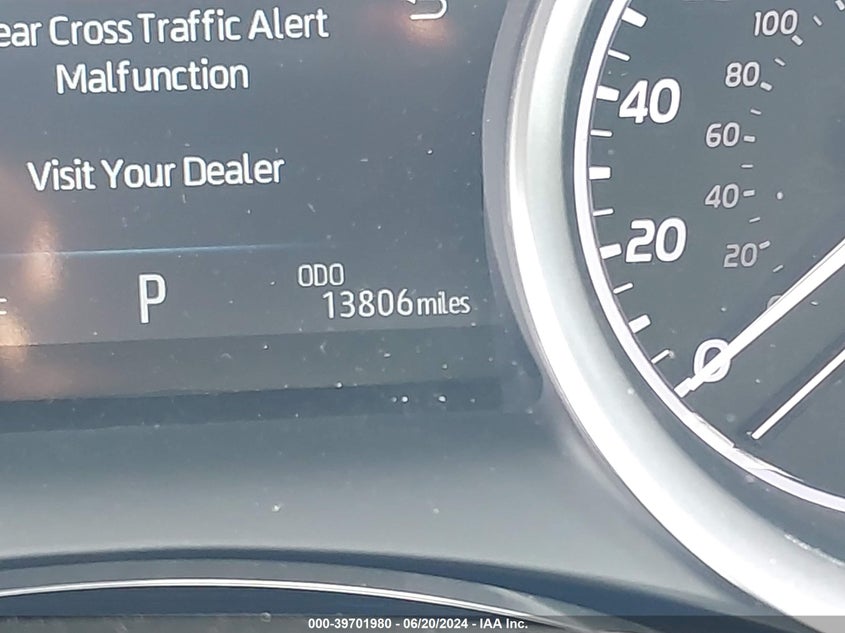 ear Cross Traffic Alert
Malfunction
Visit Your Dealer
P
ODO
13806 miles
100
80
60
40
20
40
20
0
000-39701980 - 06/20/2024 - IAA Inc.